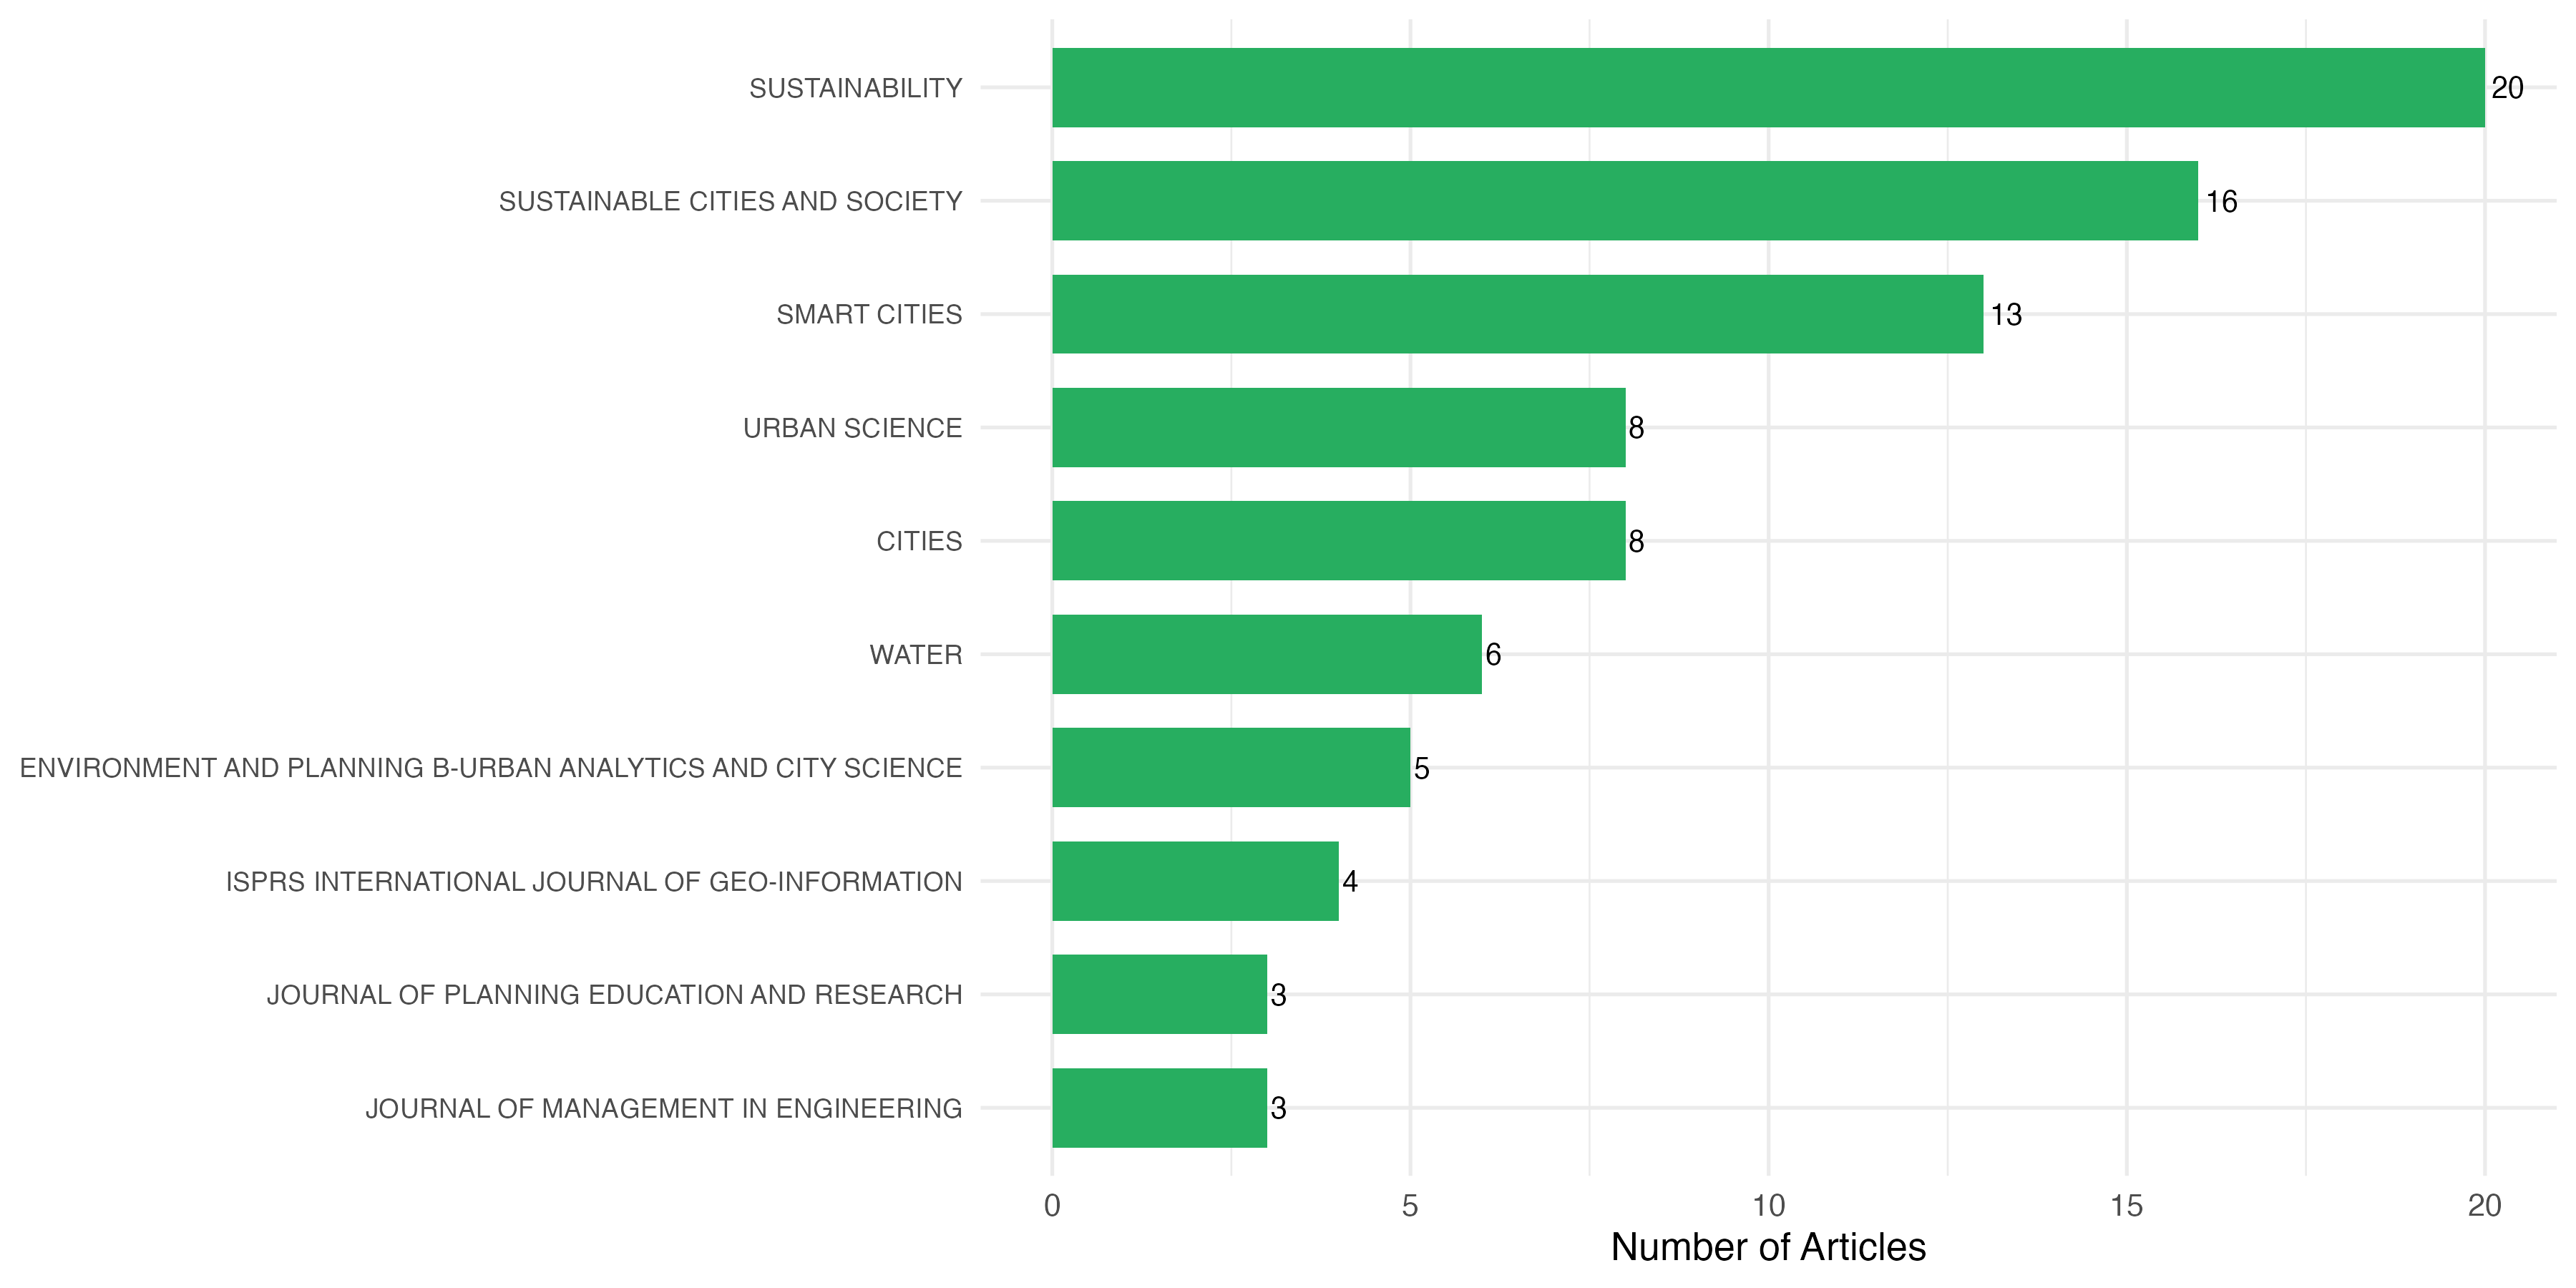 SUSTAINABILITY 20
SUSTAINABLE CITIES AND SOCIETY 16
SMART CITIES 13
URBAN SCIENCE 8
CITIES 8
WATER 6
ENVIRONMENT AND PLANNING B-URBAN ANALYTICS AND CITY SCIENCE 5
ISPRS INTERNATIONAL JOURNAL OF GEO-INFORMATION 4
JOURNAL OF PLANNING EDUCATION AND RESEARCH 3
JOURNAL OF MANAGEMENT IN ENGINEERING 3
0 5 10 15 20
Number of Articles